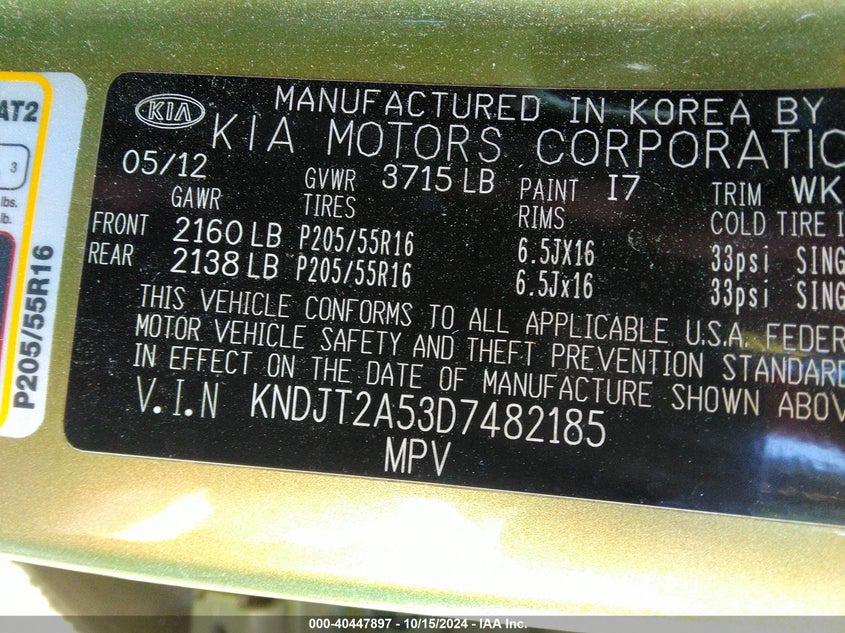 AT2
3
lbs.
lb.
P205/55R16
KIA
MANUFACTURED IN KOREA BY
KIA MOTORS CORPORATIO
05/12 GVWR 3715 LB PAINT I7 TRIM WK
GAWR TIRES RIMS COLD TIRE I
FRONT 2160 LB P205/55R16 6.5JX16 33psi SING
REAR 2138 LB P205/55R16 6.5Jx16 33psi SING
THIS VEHICLE CONFORMS TO ALL APPLICABLE U.S.A. FEDER
MOTOR VEHICLE SAFETY AND THEFT PREVENTION STANDARD
IN EFFECT ON THE DATE OF MANUFACTURE SHOWN ABOV
V.I.N KNDJT2A53D7482185
MPV
000-40447897 - 10/15/2024 - IAA Inc.